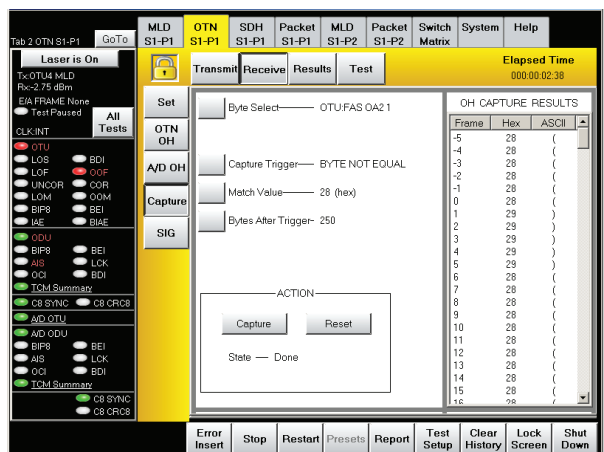 Tab 2 OTN S1-P1 GoTo
MLD S1-P1
OTN S1-P1
SDH S1-P1
Packet S1-P1
MLD S1-P2
Packet S1-P2
Switch Matrix
System
Help
Laser is On
Tx:OTU4 MLD
Rx:-2.75 dBm
E/A FRAME None
Test Paused
All Tests
CLK:INT
OTU
LOS BDI
LOF OOF
UNCOR COR
LOM OOM
BIP8 BEI
IAE BIAE
ODU
BIP8 BEI
AIS LCK
OCI BDI
TCM Summary
C8 SYNC C8 CRC8
A/D OTU
A/D ODU
BIP8 BEI
AIS LCK
OCI BDI
TCM Summary
C8 SYNC
C8 CRC8
Transmit Receive Results Test
Elapsed Time
000:00:02:38
Set
OTN OH
A/D OH
Capture
SIG
Byte Select OTU:FAS OA2 1
Capture Trigger BYTE NOT EQUAL
Match Value 28 (hex)
Bytes After Trigger- 250
ACTION
Capture Reset
State — Done
OH CAPTURE RESULTS
Frame Hex ASCII
-5 28 (
-4 28 (
-3 28 (
-2 28 (
-1 28 (
0 28 (
1 29 )
2 29 )
3 29 )
4 29 )
5 28 (
6 28 (
7 28 (
8 28 (
9 28 (
10 28 (
11 28 (
12 28 (
13 28 (
14 28 (
15 28 (
16 28 (
Error Insert
Stop
Restart
Presets
Report
Test Setup
Clear History
Lock Screen
Shut Down